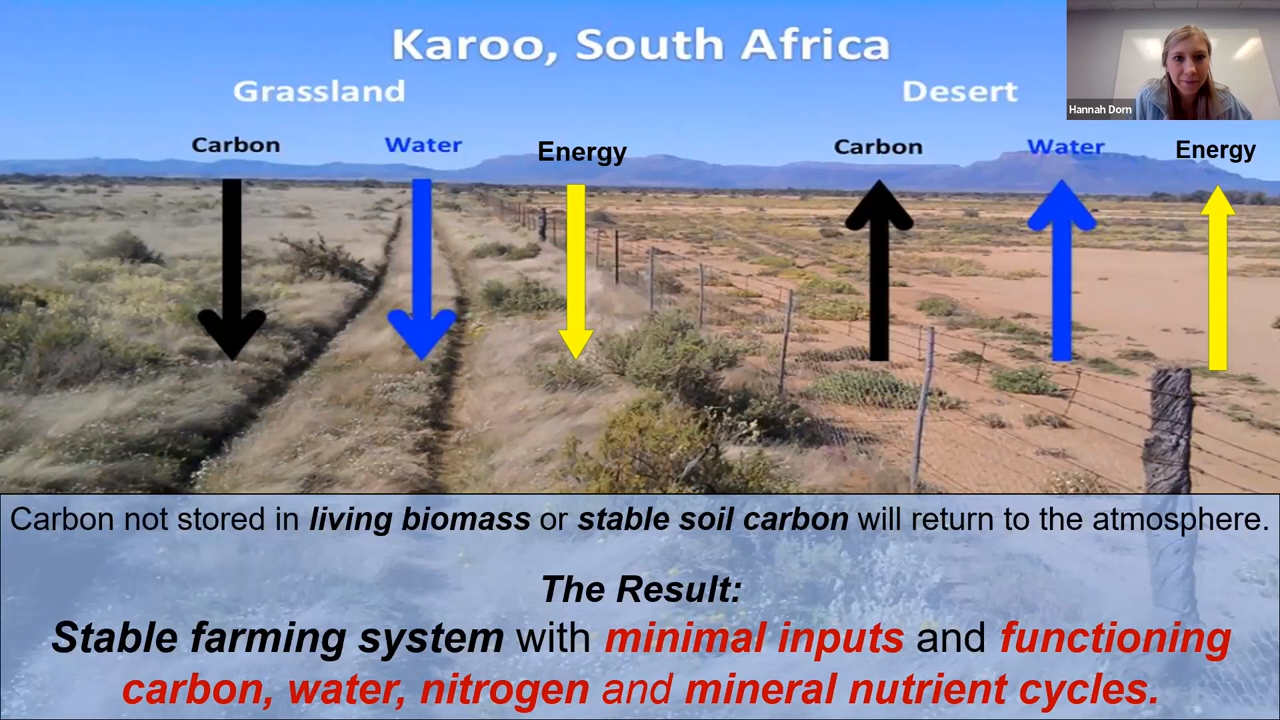 Karoo, South Africa
Grassland
Desert
Hannah Dorn
Carbon
Water
Energy
Carbon
Water
Energy
Carbon not stored in living biomass or stable soil carbon will return to the atmosphere.
The Result:
Stable farming system with minimal inputs and functioning
carbon, water, nitrogen and mineral nutrient cycles.